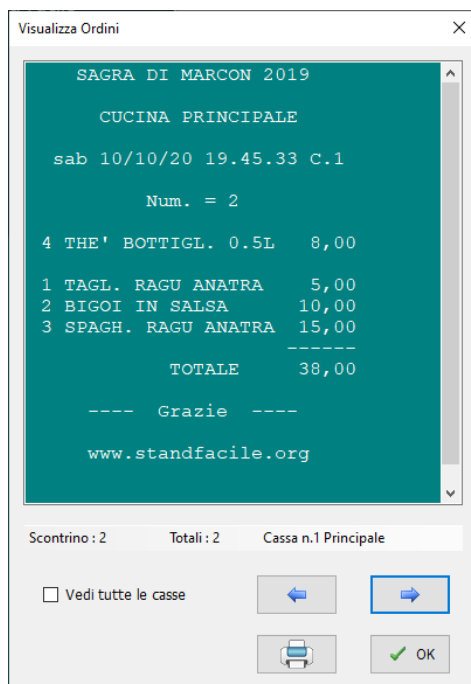 Visualizza Ordini
SAGRA DI MARCON 2019
CUCINA PRINCIPALE
sab 10/10/20 19.45.33 C.1
Num. = 2
4 THE' BOTTIGL. 0.5L 8,00
1 TAGL. RAGU ANATRA 5,00
2 BIGOI IN SALSA 10,00
3 SPAGH. RAGU ANATRA 15,00
------
TOTALE 38,00
---- Grazie ----
www.standfacile.org
Scontrino : 2 Totali : 2 Cassa n.1 Principale
Vedi tutte le casse
OK